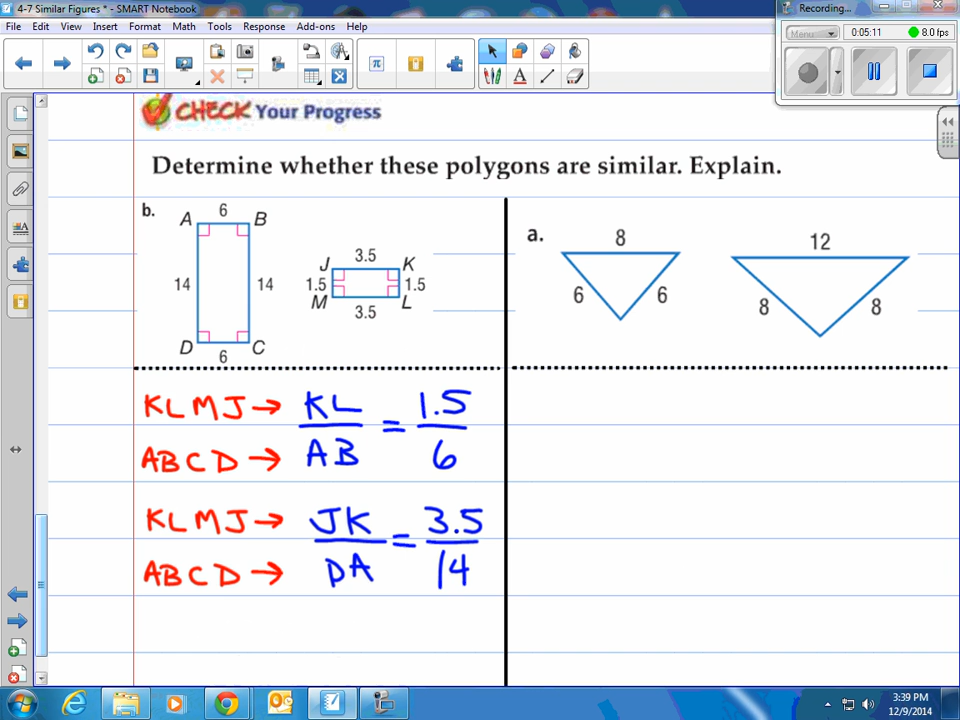 4-7 Similar Figures * - SMART Notebook
Recording...
File Edit View Insert Format Math Tools Response Add-ons Help
Menu
0:05:11
8.0 fps
CHECK Your Progress
Determine whether these polygons are similar. Explain.
b.
6
A B
14 14
D C
6
3.5
J K
1.5 1.5
M L
3.5
a.
8
6 6
12
8 8
KLMJ → KL = 1.5
ABCD → AB 6
KLMJ → JK = 3.5
ABCD → DA 14
3:39 PM
12/9/2014